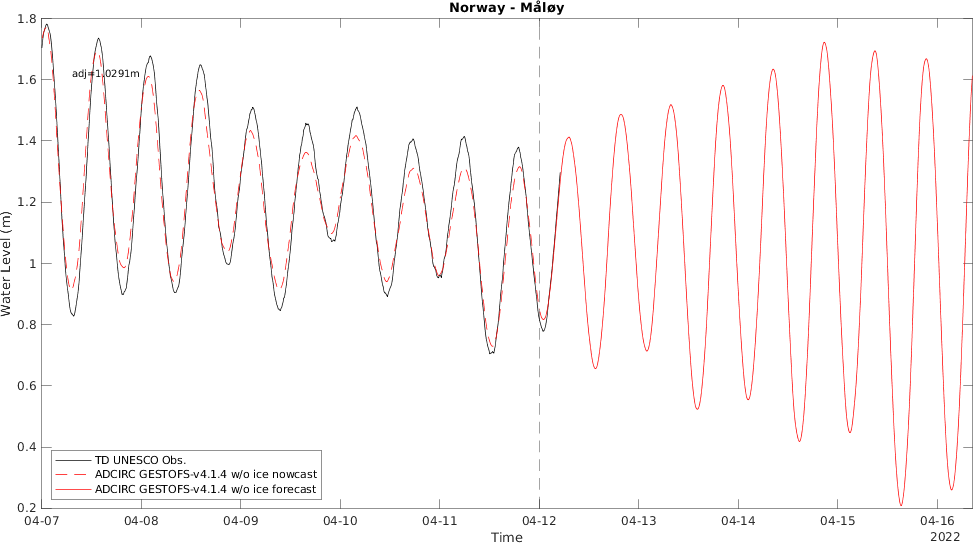 Norway - Måløy
1.8
1.6
1.4
1.2
1
0.8
0.6
0.4
0.2
Water Level (m)
adj=1.0291m
TD UNESCO Obs.
ADCIRC GESTOFS-v4.1.4 w/o ice nowcast
ADCIRC GESTOFS-v4.1.4 w/o ice forecast
04-07 04-08 04-09 04-10 04-11 04-12 04-13 04-14 04-15 04-16
Time
2022